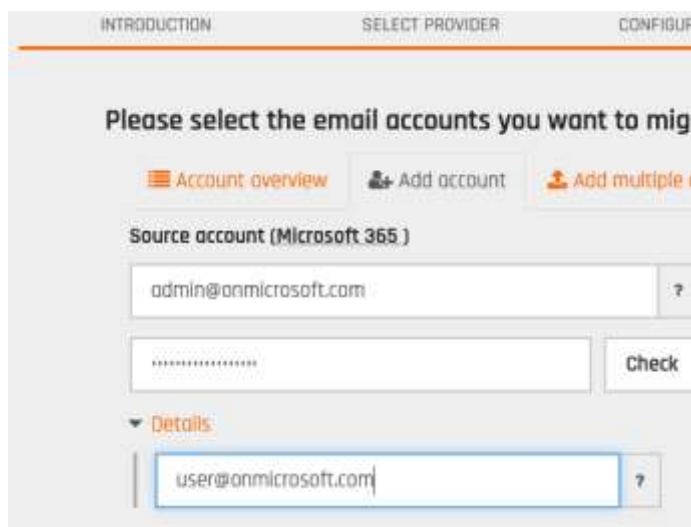 INTRODUCTION SELECT PROVIDER CONFIGUR
Please select the email accounts you want to mig
Account overview Add account Add multiple
Source account (Microsoft 365 )
admin@onmicrosoft.com ?
•••••••••••••••••• Check
Details
user@onmicrosoft.com ?